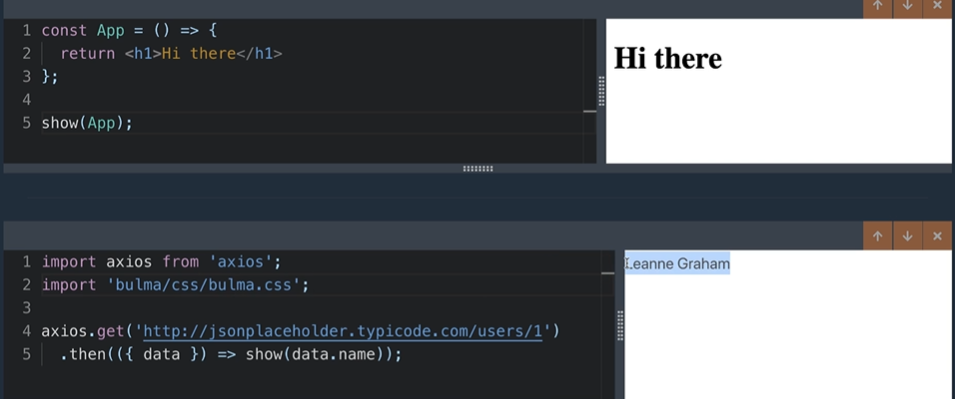 1 const App = () => {
2 return <h1>Hi there</h1>
3 };
4
5 show(App);
Hi there
1 import axios from 'axios';
2 import 'bulma/css/bulma.css';
3
4 axios.get('http://jsonplaceholder.typicode.com/users/1')
5 .then(({ data }) => show(data.name));
Leanne Graham